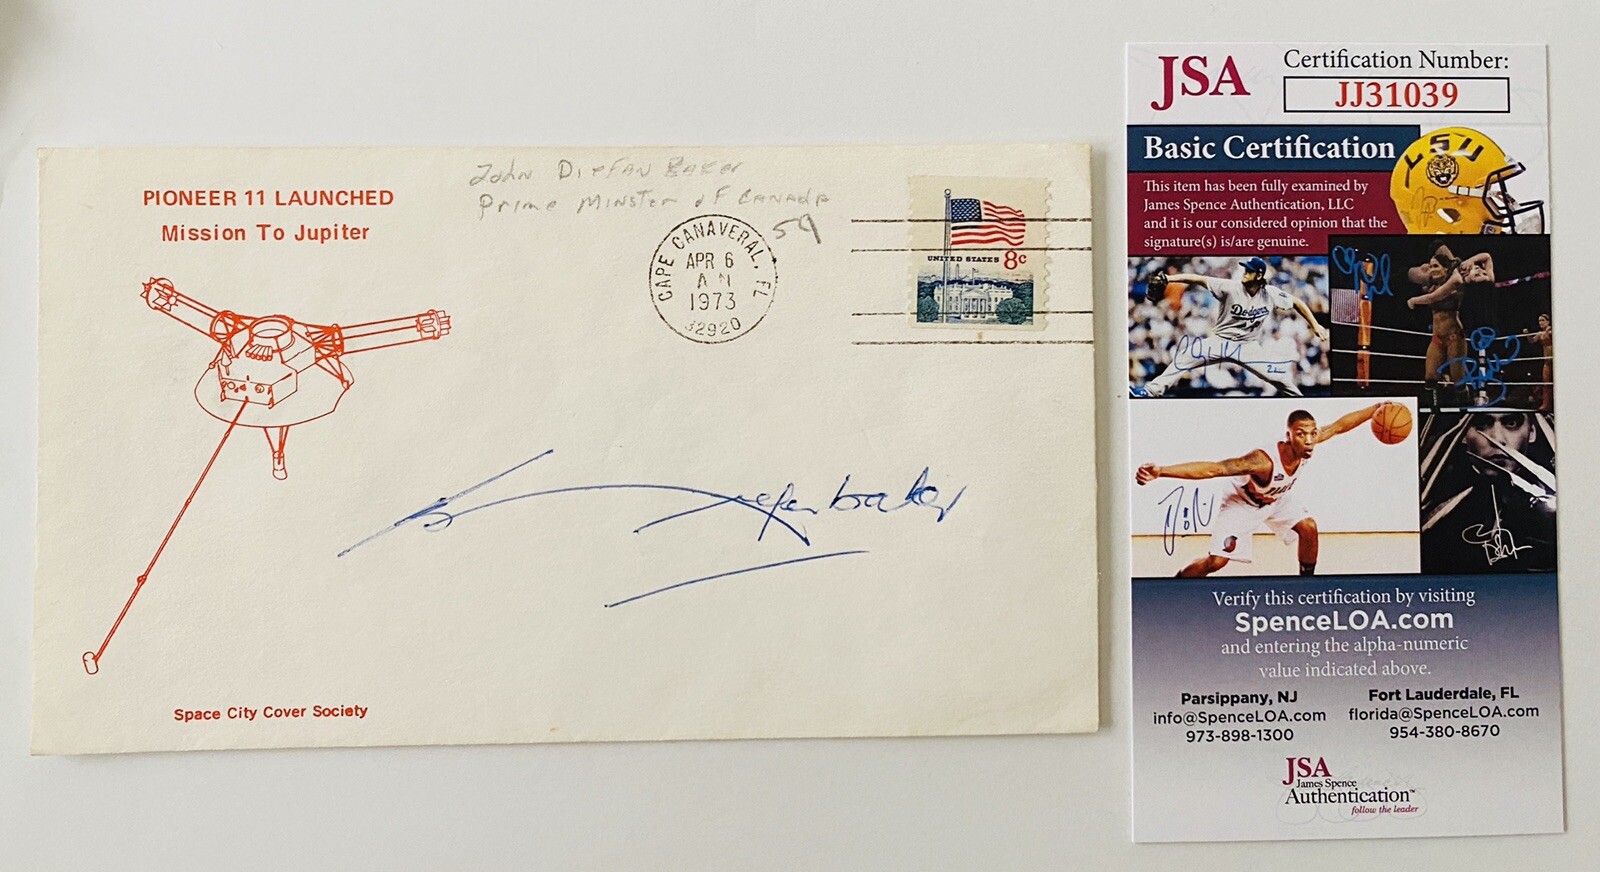 John Diefan Baker
Prime Minster of Canada
59
PIONEER 11 LAUNCHED
Mission To Jupiter
CAPE CANAVERAL, FL
APR 6
1973
32920
UNITED STATES 8c
Diefenbaker
Space City Cover Society
JSA
Certification Number:
JJ31039
Basic Certification
This item has been fully examined by
James Spence Authentication, LLC
and it is our considered opinion that the
signature(s) is/are genuine.
LSU
Dodgers
Verify this certification by visiting
SpenceLOA.com
and entering the alpha-numeric
value indicated above.
Parsippany, NJ
info@SpenceLOA.com
973-898-1300
Fort Lauderdale, FL
florida@SpenceLOA.com
954-380-8670
JSA
James Spence
Authentication™
follow the leader